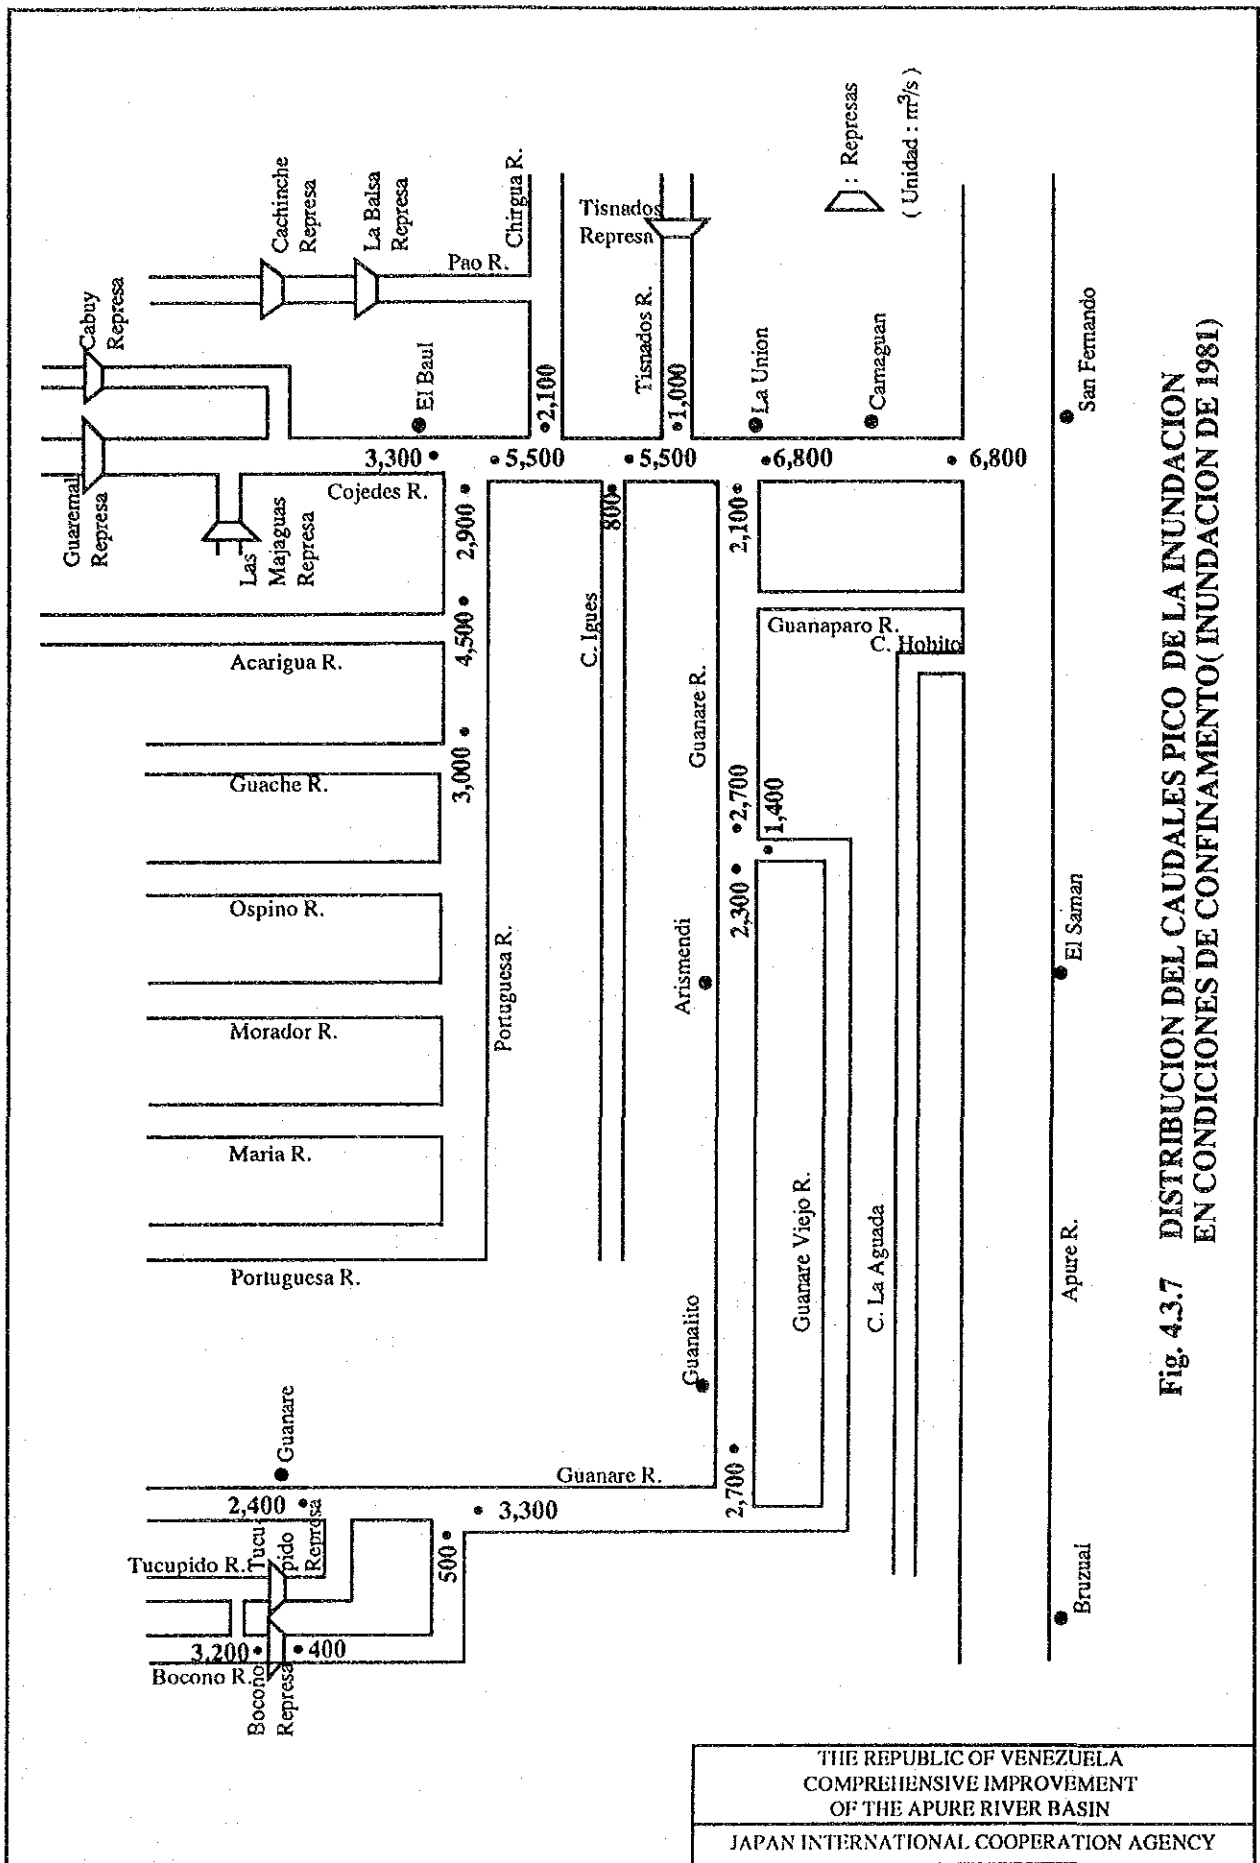 Guaremal
Represa
Cabuy
Represa
Cachinche
Represa
La Balsa
Represa
Las
Majaguas
Represa
El Baul
Pao R.
Chirgua R.
Tisnados
Represa
Tisnados R.
: Represas
( Unidad : m³/s )
Cojedes R.
3,300
2,100
5,500
1,000
5,500
La Union
6,800
Camaguan
6,800
San Fernando
2,900
4,500
3,000
800
2,100
Acarigua R.
Guache R.
Ospino R.
Morador R.
Maria R.
Portuguesa R.
Portuguesa R.
C. Igues
Guanare R.
Guanaparo R.
C. Hobito
2,700
1,400
2,300
Arismendi
El Saman
Guanare Viejo R.
C. La Aguada
Apure R.
Guanalito
Guanare
Guanare R.
2,400
3,300
2,700
500
Tucupido R.
Tucu
pido
Represa
3,200
400
Bocono R.
Bocono
Represa
Bruzual
Fig. 4.3.7 DISTRIBUCION DEL CAUDALES PICO DE LA INUNDACION
EN CONDICIONES DE CONFINAMENTO( INUNDACION DE 1981)
THE REPUBLIC OF VENEZUELA
COMPREHENSIVE IMPROVEMENT
OF THE APURE RIVER BASIN
JAPAN INTERNATIONAL COOPERATION AGENCY